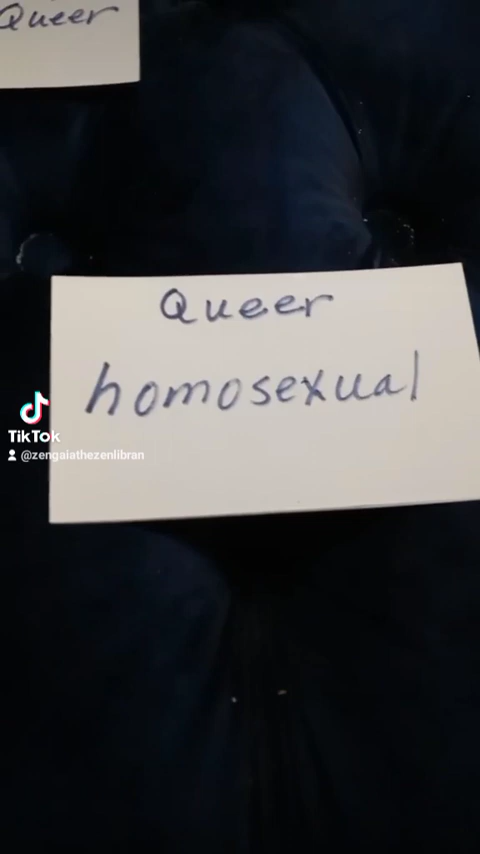 Queer
Queer
homosexual
TikTok
@zengaiathezenlibran